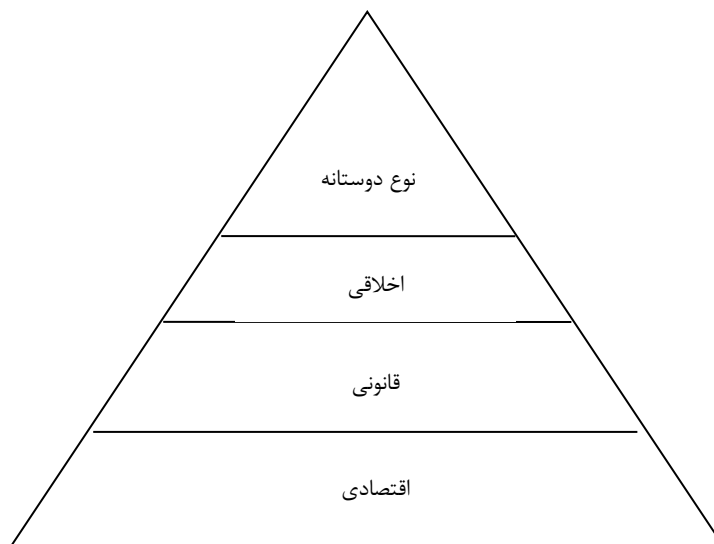 نوع دوستانه
اخلاقی
قانونی
اقتصادی